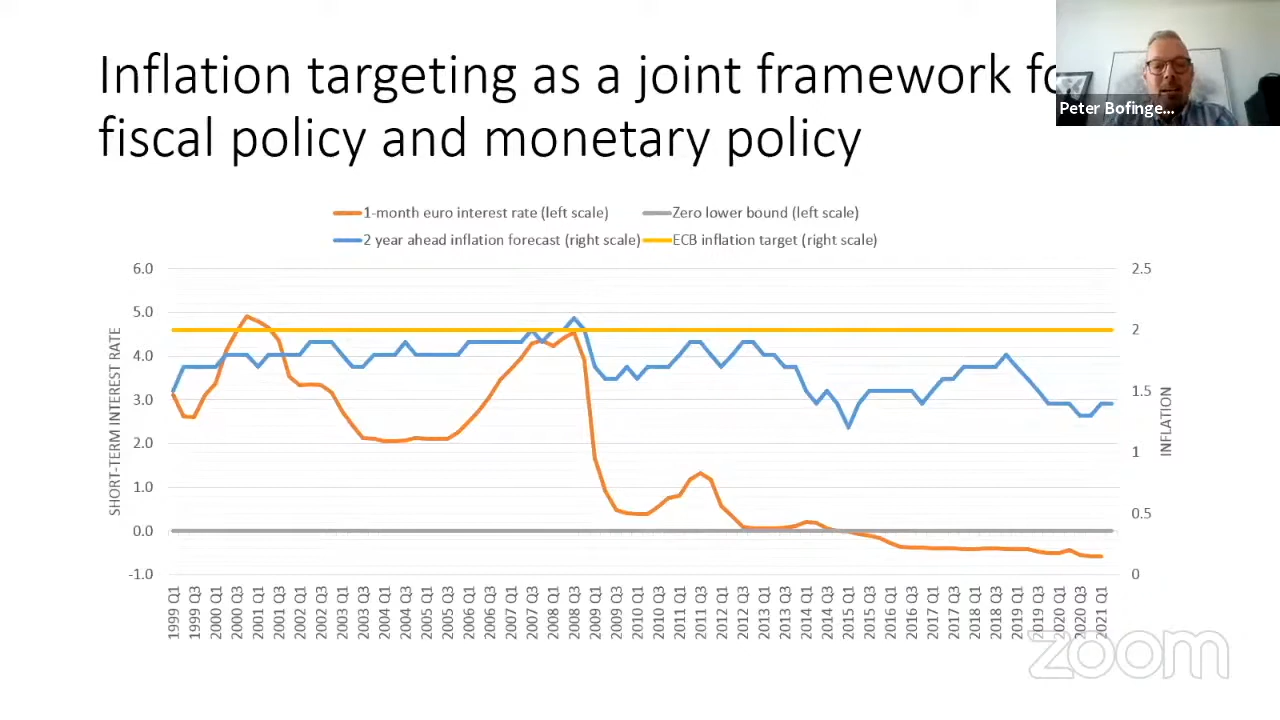 Inflation targeting as a joint framework fo
fiscal policy and monetary policy
Peter Bofinge...
1-month euro interest rate (left scale)
Zero lower bound (left scale)
2 year ahead inflation forecast (right scale)
ECB inflation target (right scale)
SHORT-TERM INTEREST RATE
6.0
5.0
4.0
3.0
2.0
1.0
0.0
-1.0
2.5
2
1.5
1
0.5
0
INFLATION
1999 Q1
1999 Q3
2000 Q1
2000 Q3
2001 Q1
2001 Q3
2002 Q1
2002 Q3
2003 Q1
2003 Q3
2004 Q1
2004 Q3
2005 Q1
2005 Q3
2006 Q1
2006 Q3
2007 Q1
2007 Q3
2008 Q1
2008 Q3
2009 Q1
2009 Q3
2010 Q1
2010 Q3
2011 Q1
2011 Q3
2012 Q1
2012 Q3
2013 Q1
2013 Q3
2014 Q1
2014 Q3
2015 Q1
2015 Q3
2016 Q1
2016 Q3
2017 Q1
2017 Q3
2018 Q1
2018 Q3
2019 Q1
2019 Q3
2020 Q1
2020 Q3
2021 Q1
zoom